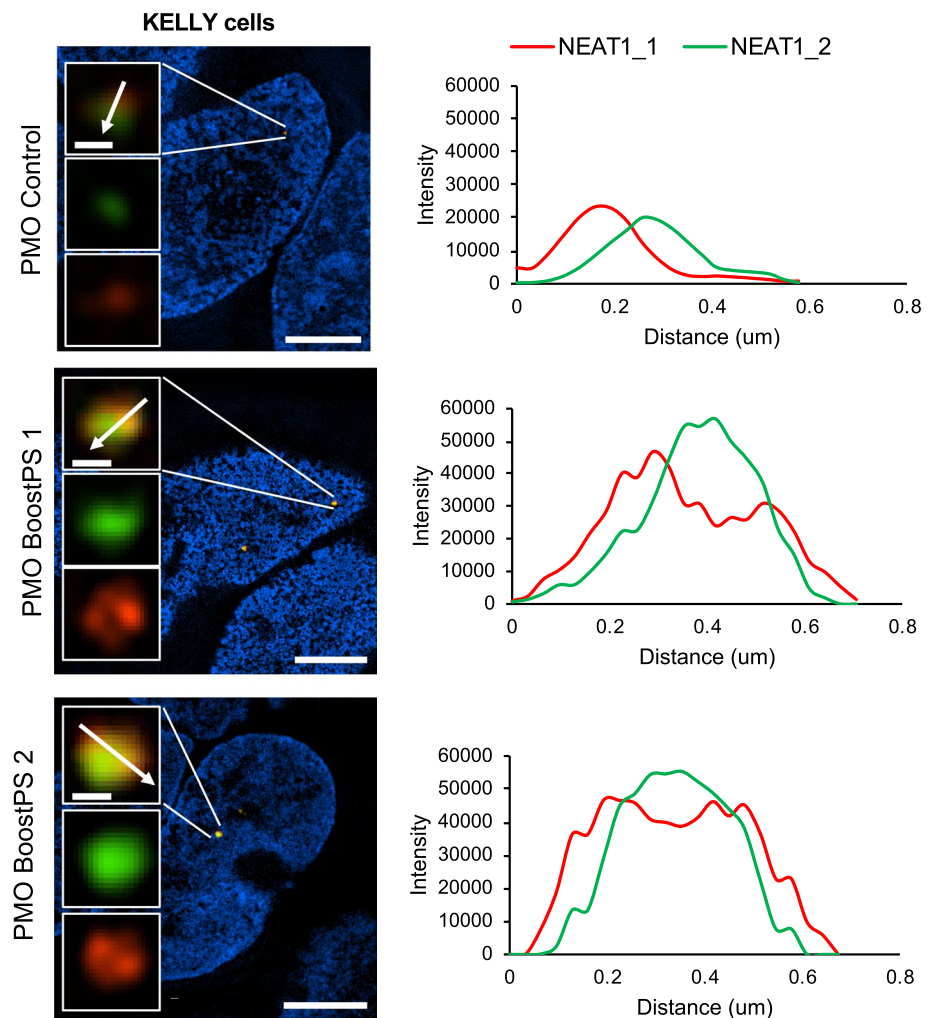 KELLY cells
NEAT1_1 NEAT1_2
PMO Control
Intensity
60000
50000
40000
30000
20000
10000
0
0 0.2 0.4 0.6 0.8
Distance (um)
PMO BoostPS 1
Intensity
60000
50000
40000
30000
20000
10000
0
0 0.2 0.4 0.6 0.8
Distance (um)
PMO BoostPS 2
Intensity
60000
50000
40000
30000
20000
10000
0
0 0.2 0.4 0.6 0.8
Distance (um)